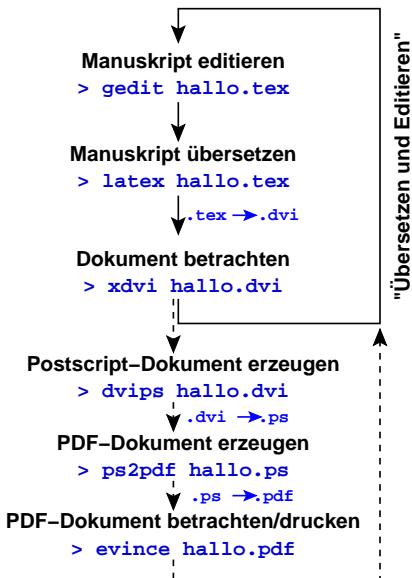 Manuskript editieren
> gedit hallo.tex
Manuskript übersetzen
> latex hallo.tex
.tex → .dvi
Dokument betrachten
> xdvi hallo.dvi
"Übersetzen und Editieren"
Postscript−Dokument erzeugen
> dvips hallo.dvi
.dvi → .ps
PDF−Dokument erzeugen
> ps2pdf hallo.ps
.ps → .pdf
PDF−Dokument betrachten/drucken
> evince hallo.pdf